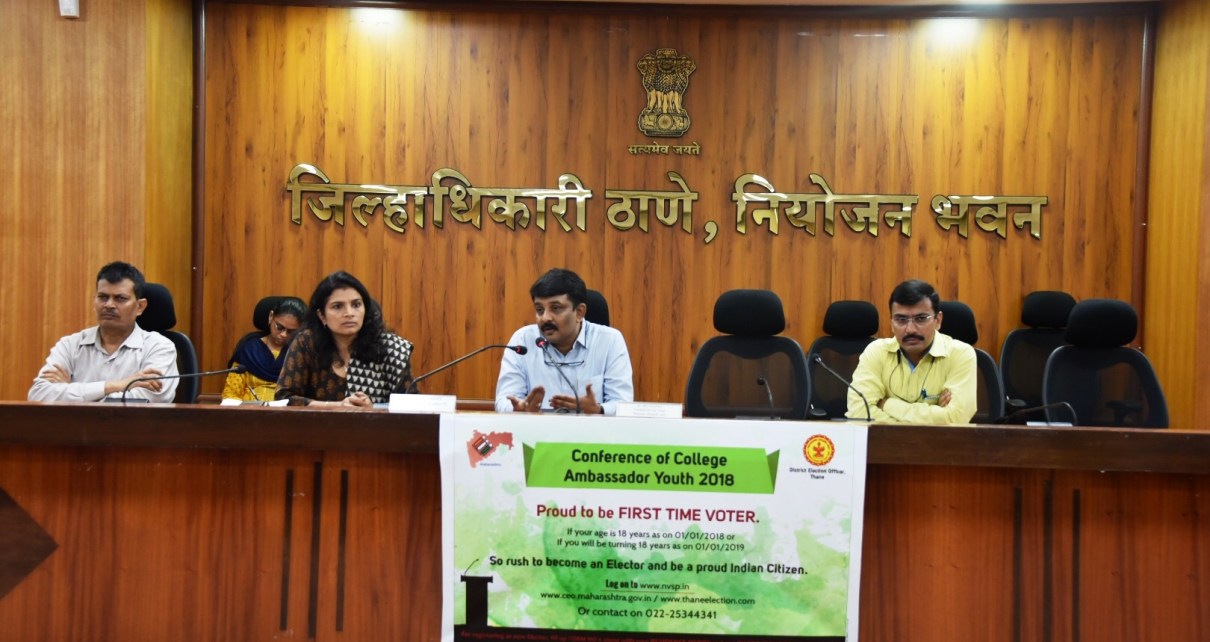 सत्यमेव जयते
जिल्हाधिकारी ठाणे, नियोजन भवन
Maharashtra
Conference of College
Ambassador Youth 2018
District Election Officer,
Thane
Proud to be FIRST TIME VOTER.
If your age is 18 years as on 01/01/2018 or
If you will be turning 18 years as on 01/01/2019
So rush to become an Elector and be a proud Indian Citizen.
Log on to www.nvsp.in
www.ceo.maharashtra.gov.in / www.thaneelection.com
Or contact on 022-25344341